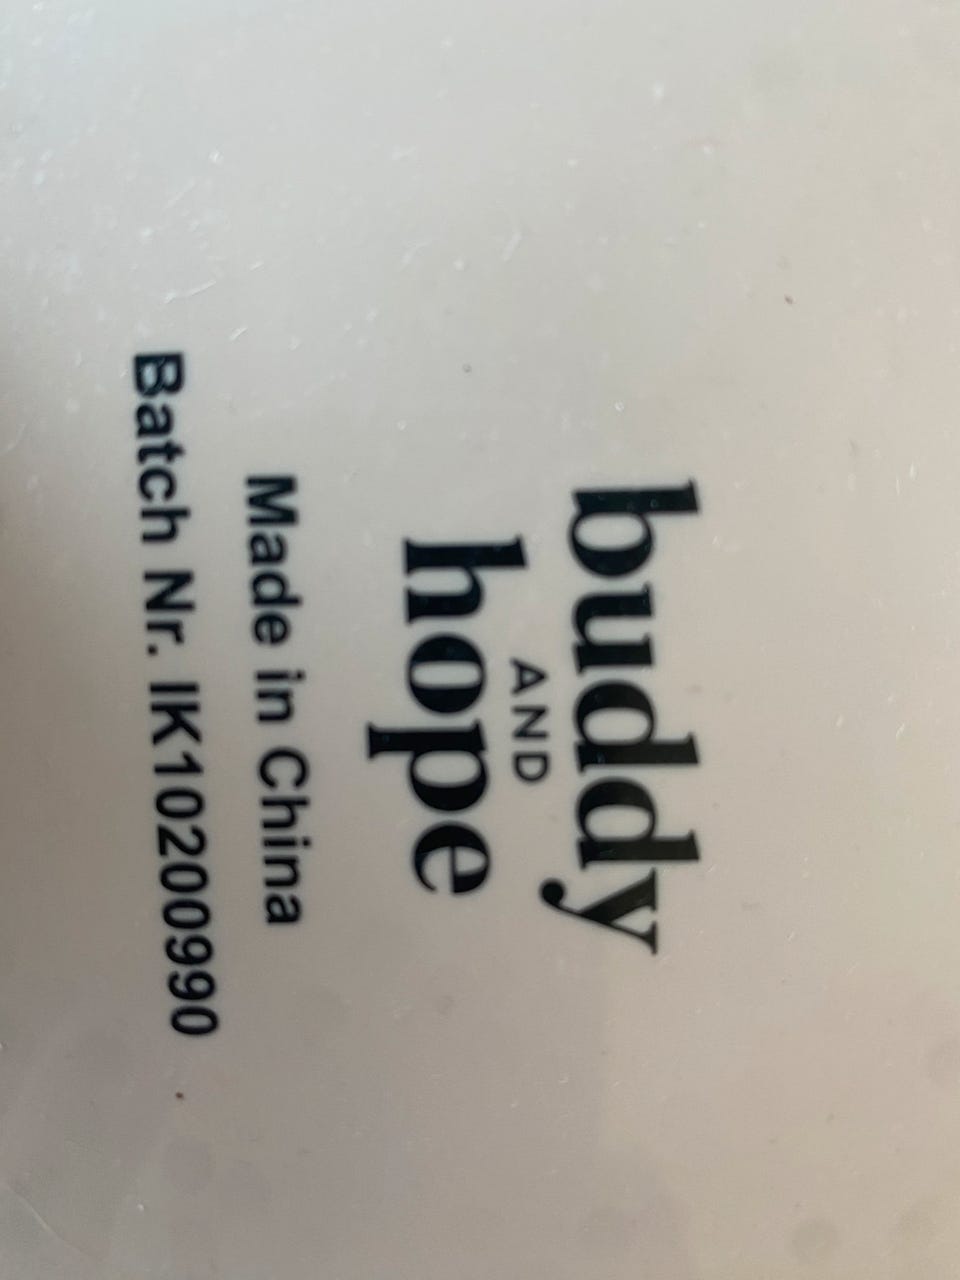 buddy
AND
hope
Made in China
Batch Nr. IK10200990